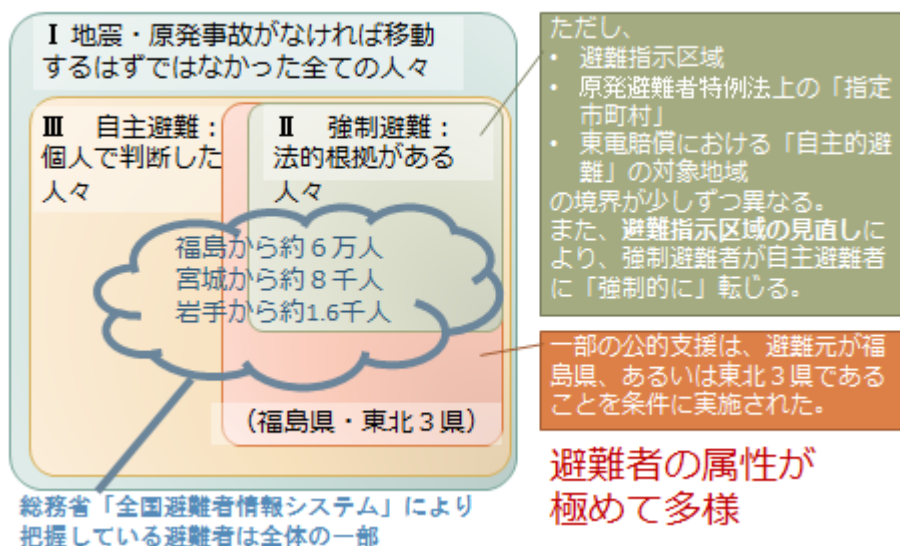 Ⅰ 地震・原発事故がなければ移動
するはずではなかった全ての人々
Ⅲ 自主避難：
個人で判断した
人々
Ⅱ 強制避難：
法的根拠がある
人々
福島から約６万人
宮城から約８千人
岩手から約1.6千人
（福島県・東北３県）
総務省「全国避難者情報システム」により
把握している避難者は全体の一部
ただし、
• 避難指示区域
• 原発避難者特例法上の「指定
市町村」
• 東電賠償における「自主的避
難」の対象地域
の境界が少しずつ異なる。
また、避難指示区域の見直しに
より、強制避難者が自主避難者
に「強制的に」転じる。
一部の公的支援は、避難元が福
島県、あるいは東北３県である
ことを条件に実施された。
避難者の属性が
極めて多様